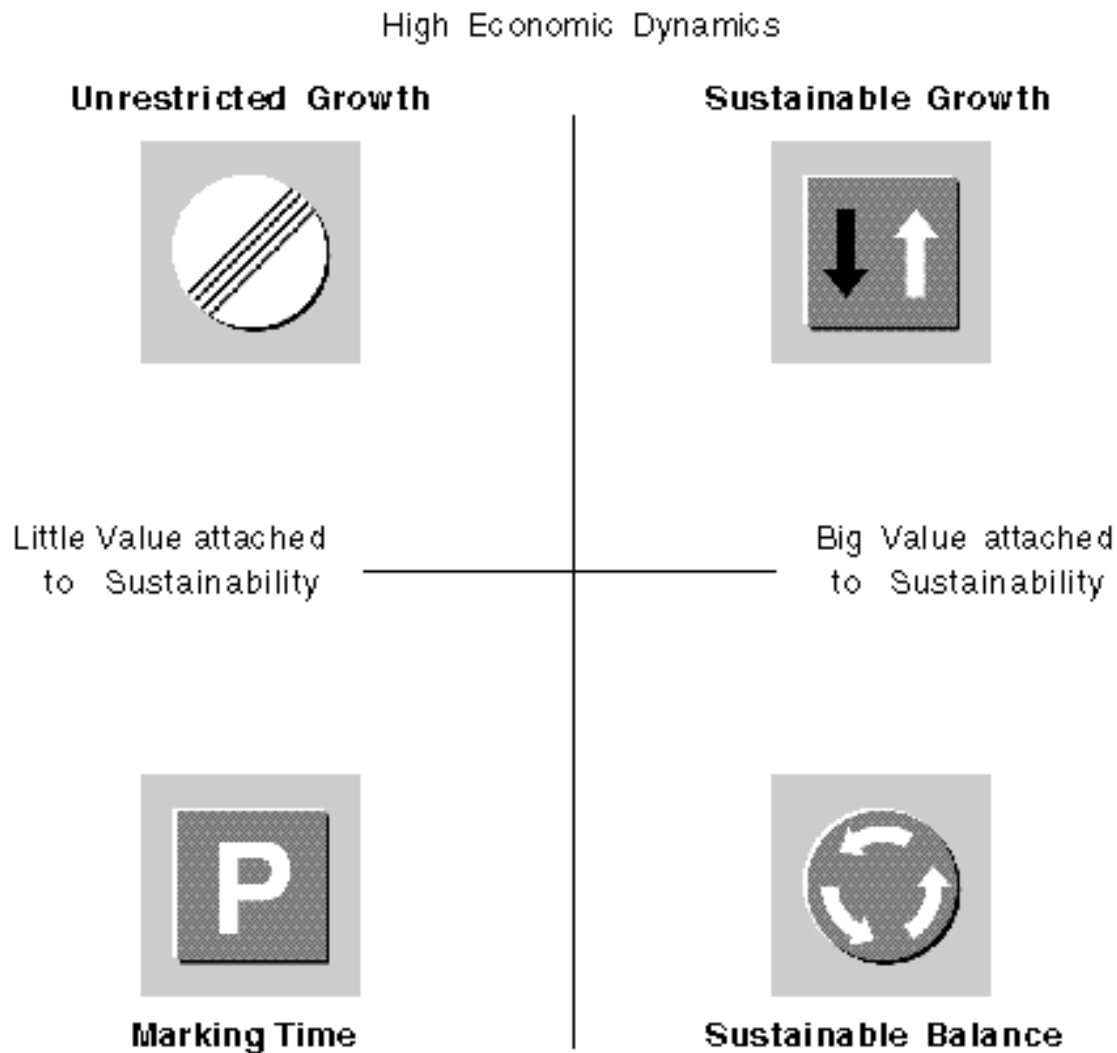 High Economic Dynamics
Unrestricted Growth
Sustainable Growth
Little Value attached
to Sustainability
Big Value attached
to Sustainability
P
Marking Time
Sustainable Balance